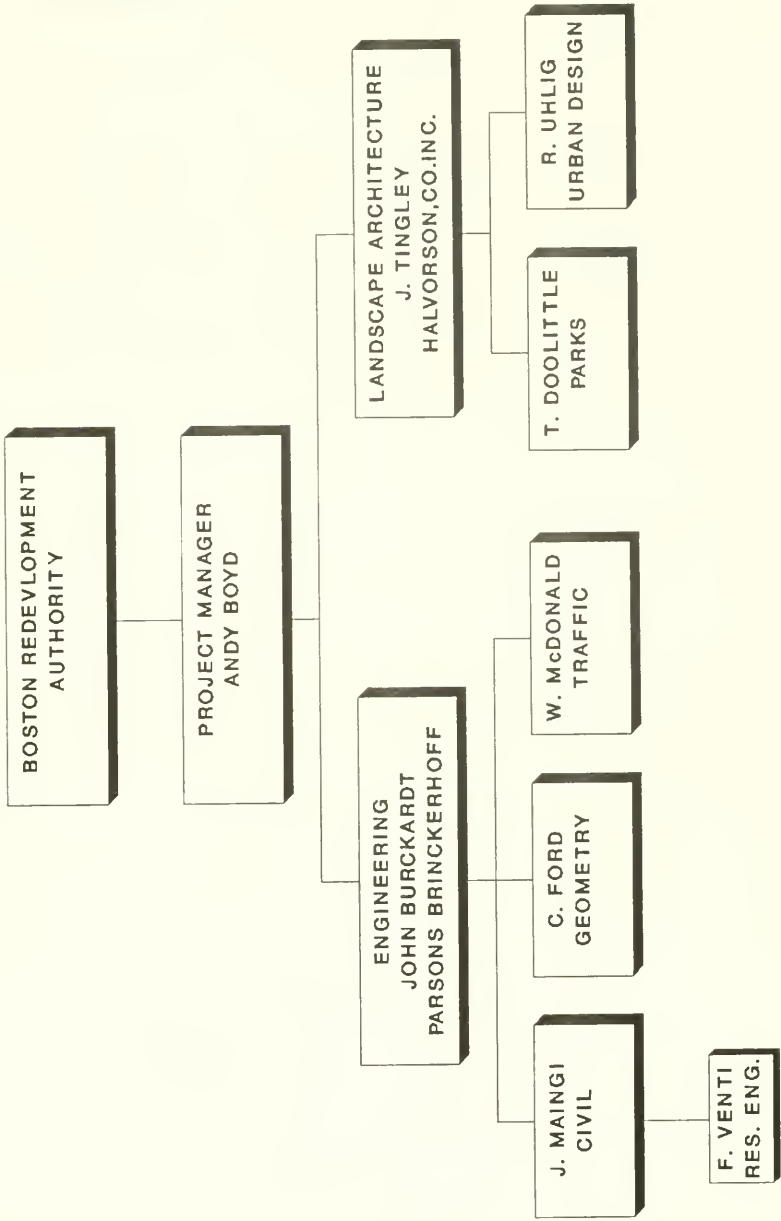 BOSTON REDEVLOPMENT
AUTHORITY
PROJECT MANAGER
ANDY BOYD
ENGINEERING
JOHN BURCKARDT
PARSONS BRINCKERHOFF
LANDSCAPE ARCHITECTURE
J. TINGLEY
HALVORSON,CO.INC.
J. MAINGI
CIVIL
C. FORD
GEOMETRY
W. McDONALD
TRAFFIC
T. DOOLITTLE
PARKS
R. UHLIG
URBAN DESIGN
F. VENTI
RES. ENG.